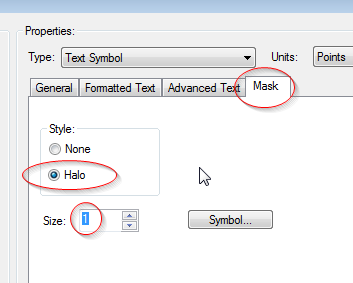 Properties:
Type: Text Symbol Units: Points
General Formatted Text Advanced Text Mask
Style:
None
Halo
Size: 1 Symbol...